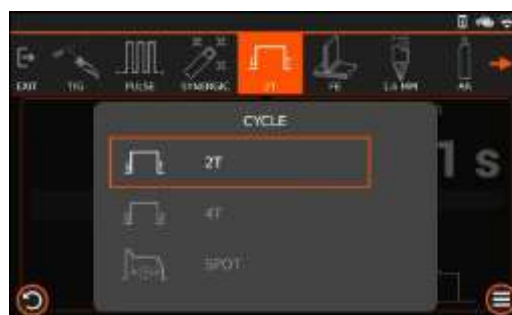 EXIT TIG PULSE SYNERGIC 2T FE 1.6 MM AR
CYCLE
1 s
2T
4T
SPOT